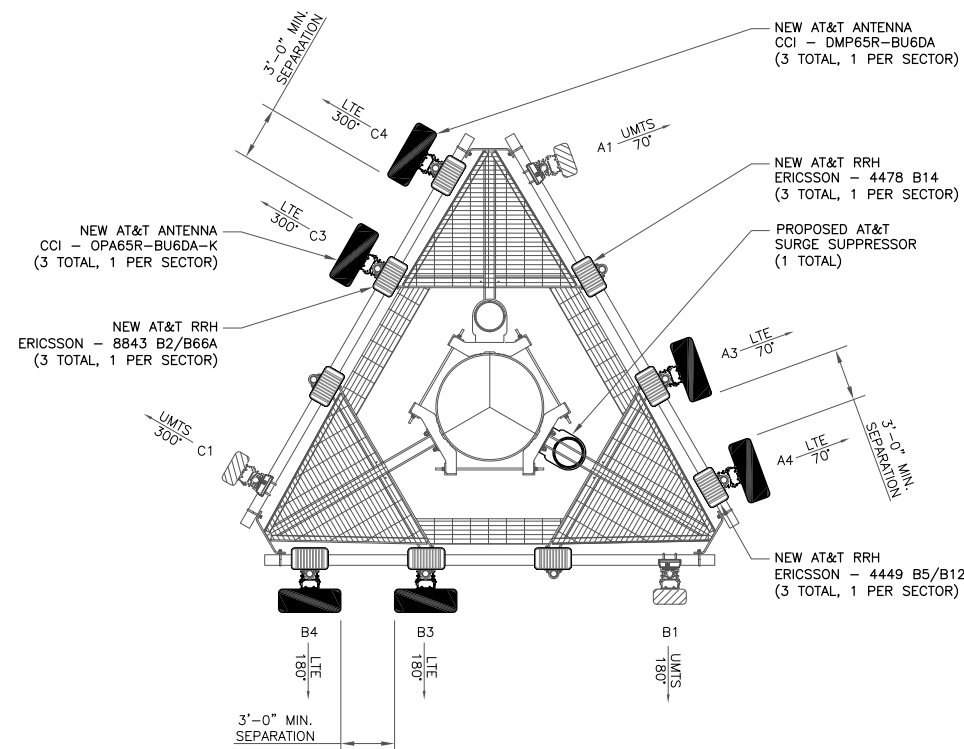 3'-0" MIN.
SEPARATION
NEW AT&T ANTENNA
CCI - DMP65R-BU6DA
(3 TOTAL, 1 PER SECTOR)
LTE
300°
C4
A1
UMTS
70°
NEW AT&T RRH
ERICSSON - 4478 B14
(3 TOTAL, 1 PER SECTOR)
LTE
300°
C3
NEW AT&T ANTENNA
CCI - OPA65R-BU6DA-K
(3 TOTAL, 1 PER SECTOR)
PROPOSED AT&T
SURGE SUPPRESSOR
(1 TOTAL)
NEW AT&T RRH
ERICSSON - 8843 B2/B66A
(3 TOTAL, 1 PER SECTOR)
A3
LTE
70°
UMTS
300°
C1
A4
LTE
70°
3'-0" MIN.
SEPARATION
NEW AT&T RRH
ERICSSON - 4449 B5/B12
(3 TOTAL, 1 PER SECTOR)
B4
LTE
180°
B3
LTE
180°
B1
UMTS
180°
3'-0" MIN.
SEPARATION